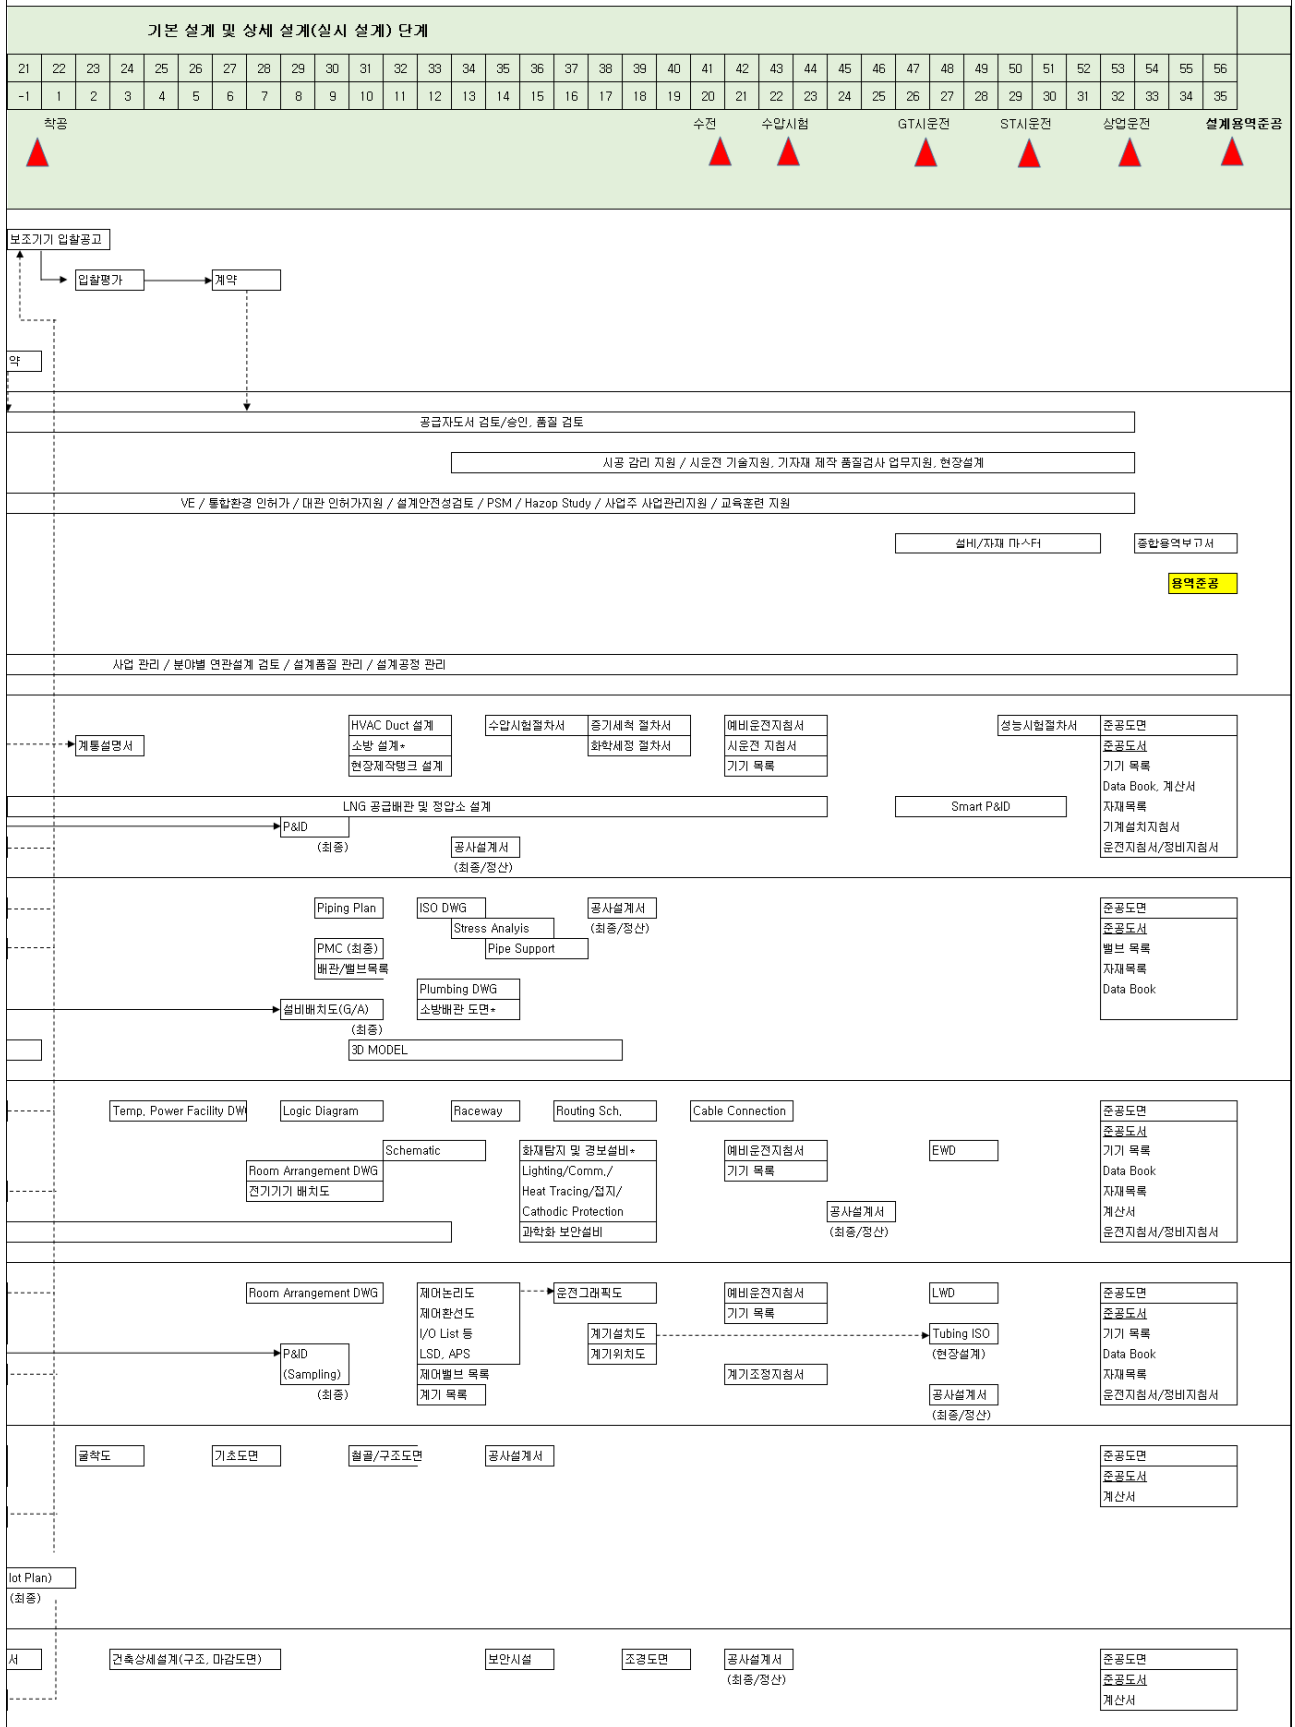 기본 설계 및 상세 설계(실시 설계) 단계
21 22 23 24 25 26 27 28 29 30 31 32 33 34 35 36 37 38 39 40 41 42 43 44 45 46 47 48 49 50 51 52 53 54 55 56
-1 1 2 3 4 5 6 7 8 9 10 11 12 13 14 15 16 17 18 19 20 21 22 23 24 25 26 27 28 29 30 31 32 33 34 35
착공 수전 수압시험 GT시운전 ST시운전 상업운전 설계용역준공
보조기기 입찰공고
입찰평가 계약
약
공급자도서 검토/승인, 품질 검토
시공 감리 지원 / 시운전 기술지원, 기자재 제작 품질검사 업무지원, 현장설계
VE / 통합환경 인허가 / 대관 인허가지원 / 설계안전성검토 / PSM / Hazop Study / 사업주 사업관리지원 / 교육훈련 지원
설비/자재 마스터 종합용역보고서
용역준공
사업 관리 / 분야별 연관설계 검토 / 설계품질 관리 / 설계공정 관리
HVAC Duct 설계 수압시험절차서 증기세척 절차서 예비운전지침서 성능시험절차서 준공도면
계통설명서 소방 설계* 화학세정 절차서 시운전 지침서 준공도서
현장제작탱크 설계 기기 목록 기기 목록
Data Book, 계산서
LNG 공급배관 및 정압소 설계 Smart P&ID 자재목록
P&ID 기계설치지침서
(최종) 공사설계서 운전지침서/정비지침서
(최종/정산)
Piping Plan ISO DWG 공사설계서 준공도면
Stress Analyis (최종/정산) 준공도서
PMC (최종) Pipe Support 밸브 목록
배관/밸브목록 자재목록
Plumbing DWG Data Book
설비배치도(G/A) 소방배관 도면*
(최종)
3D MODEL
Temp. Power Facility DW Logic Diagram Raceway Routing Sch. Cable Connection 준공도면
준공도서
Schematic 화재탐지 및 경보설비* 예비운전지침서 EWD 기기 목록
Room Arrangement DWG Lighting/Comm./ 기기 목록 Data Book
전기기기 배치도 Heat Tracing/접지/ 자재목록
Cathodic Protection 공사설계서 계산서
과학화 보안설비 (최종/정산) 운전지침서/정비지침서
Room Arrangement DWG 제어논리도 운전그래픽도 예비운전지침서 LWD 준공도면
제어환선도 기기 목록 준공도서
I/O List 등 계기설치도 Tubing ISO 기기 목록
P&ID LSD, APS 계기위치도 (현장설계) Data Book
(Sampling) 제어밸브 목록 계기조정지침서 자재목록
(최종) 계기 목록 공사설계서 운전지침서/정비지침서
(최종/정산)
굴착도 기초도면 철골/구조도면 공사설계서 준공도면
준공도서
계산서
lot Plan)
(최종)
서 건축상세설계(구조, 마감도면) 보안시설 조경도면 공사설계서 준공도면
(최종/정산) 준공도서
계산서